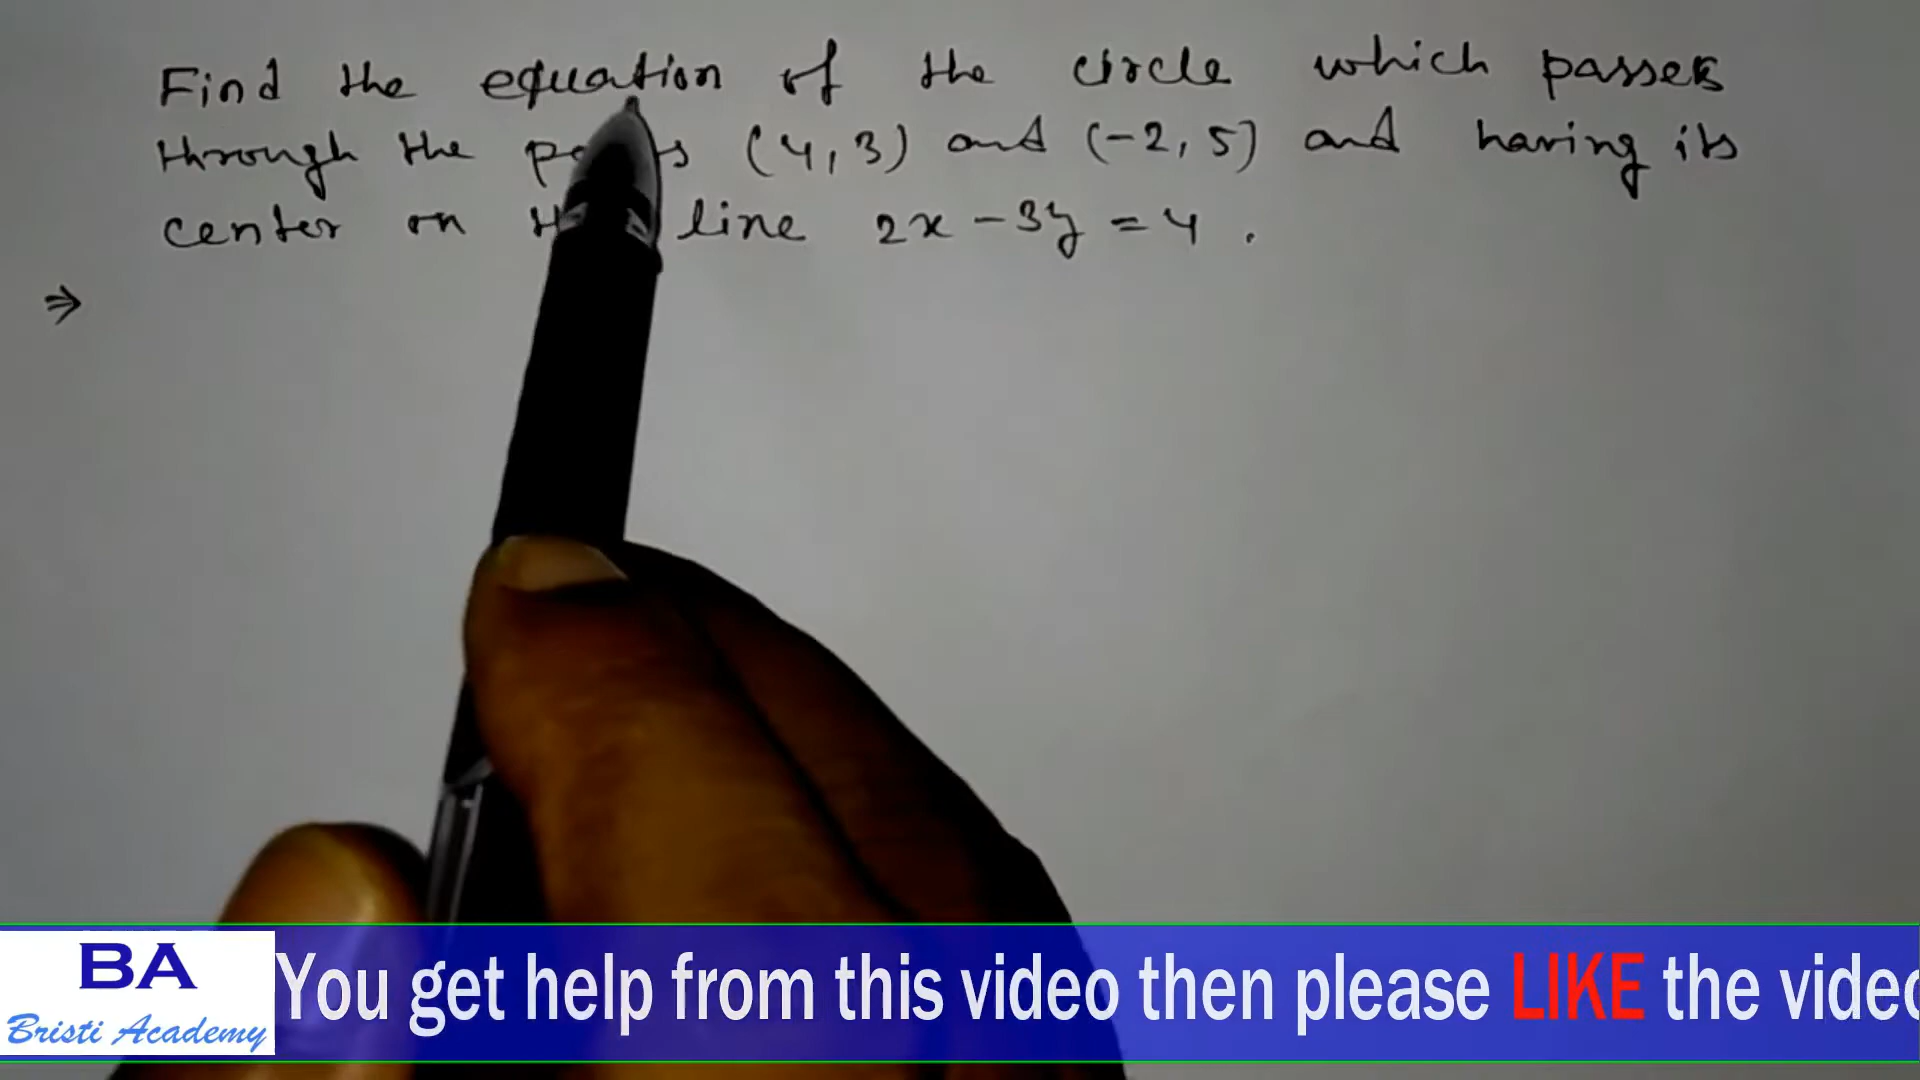 Find the equation of the circle which passes
through the (4,3) and (-2,5) and having its
center on line 2x-3y=4.
⇒
BA
Bristi Academy
You get help from this video then please LIKE the video